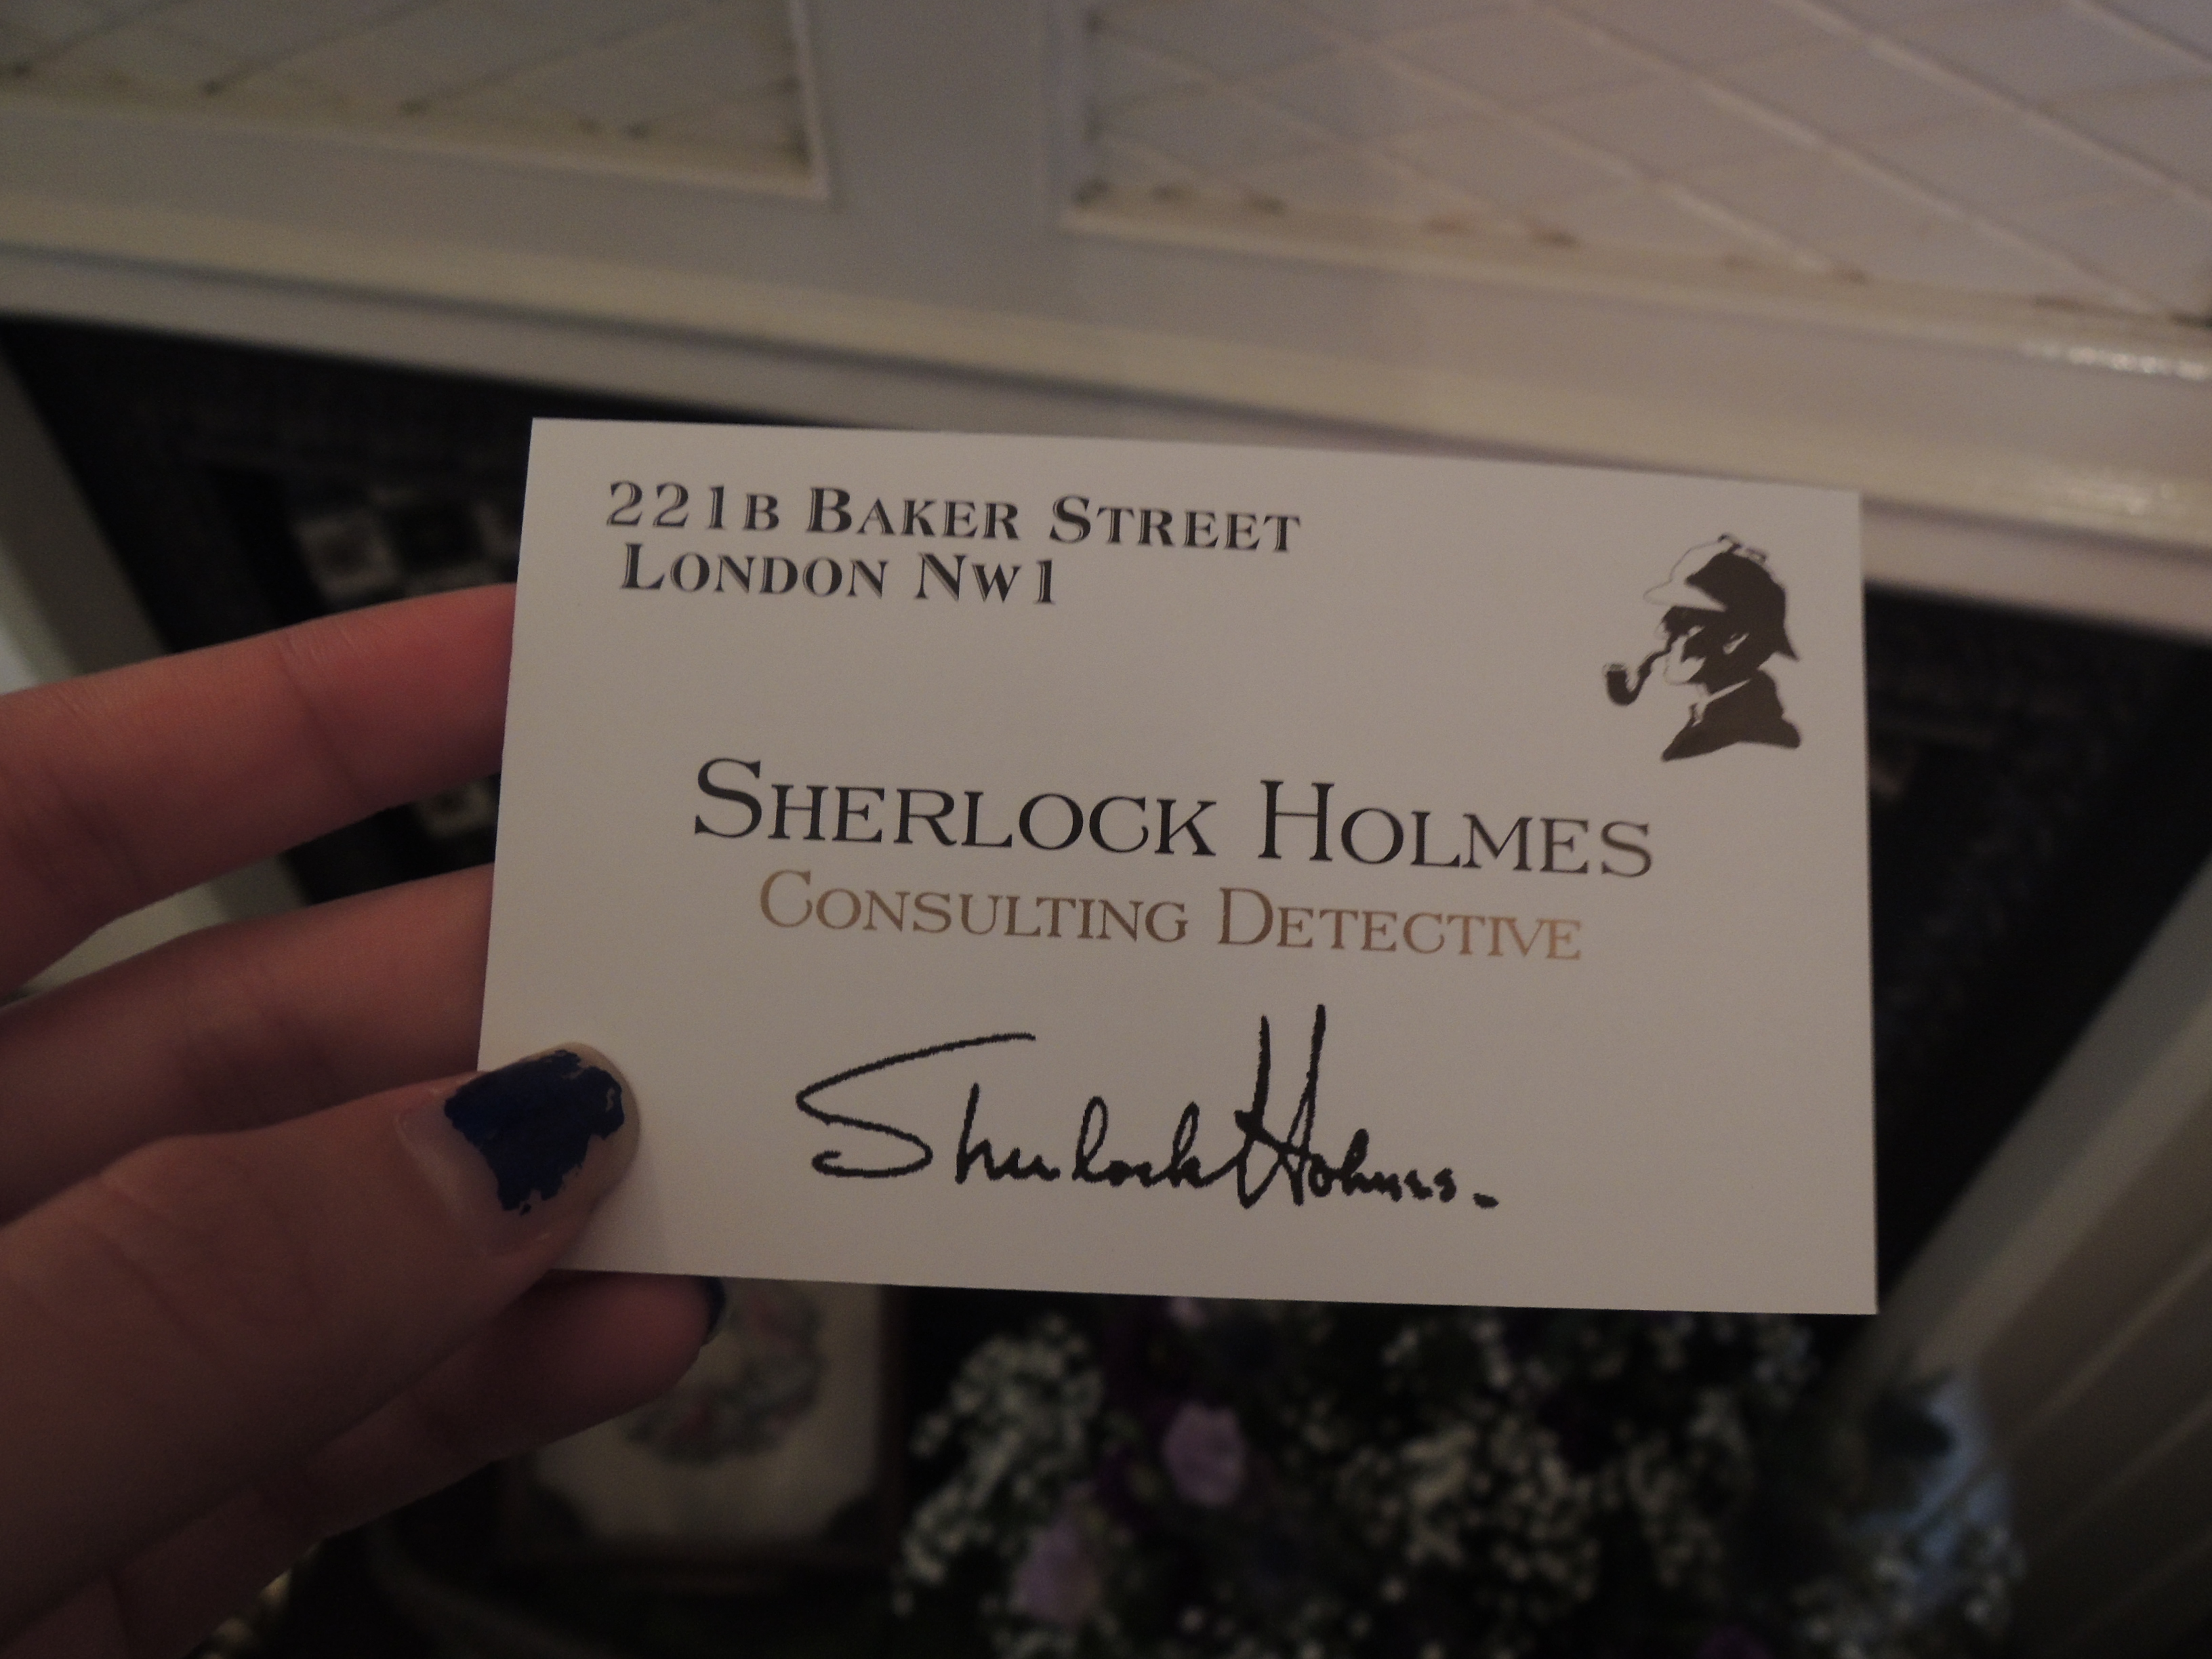 221B BAKER STREET
LONDON NW1
SHERLOCK HOLMES
CONSULTING DETECTIVE
Sherlock Holmes.